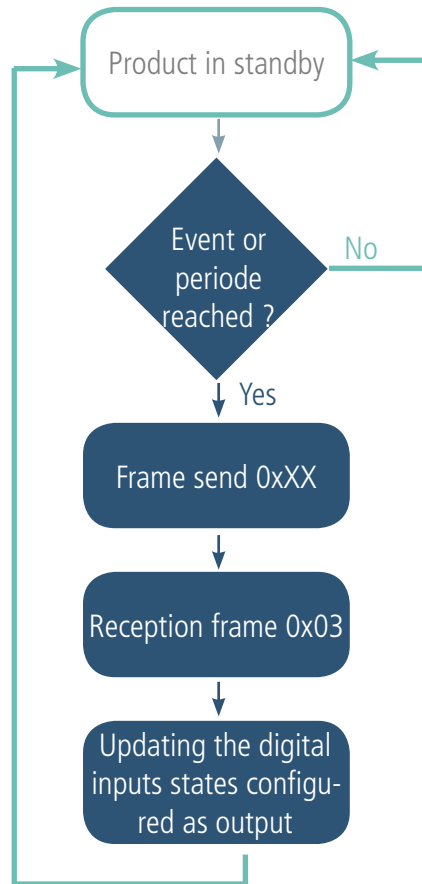 Product in standby
Event or
periode
reached ?
No
Yes
Frame send 0xXX
Reception frame 0x03
Updating the digital
inputs states configu-
red as output